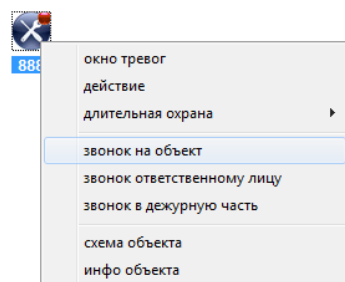 888
окно тревог
действие
длительная охрана
звонок на объект
звонок ответственному лицу
звонок в дежурную часть
схема объекта
инфо объекта